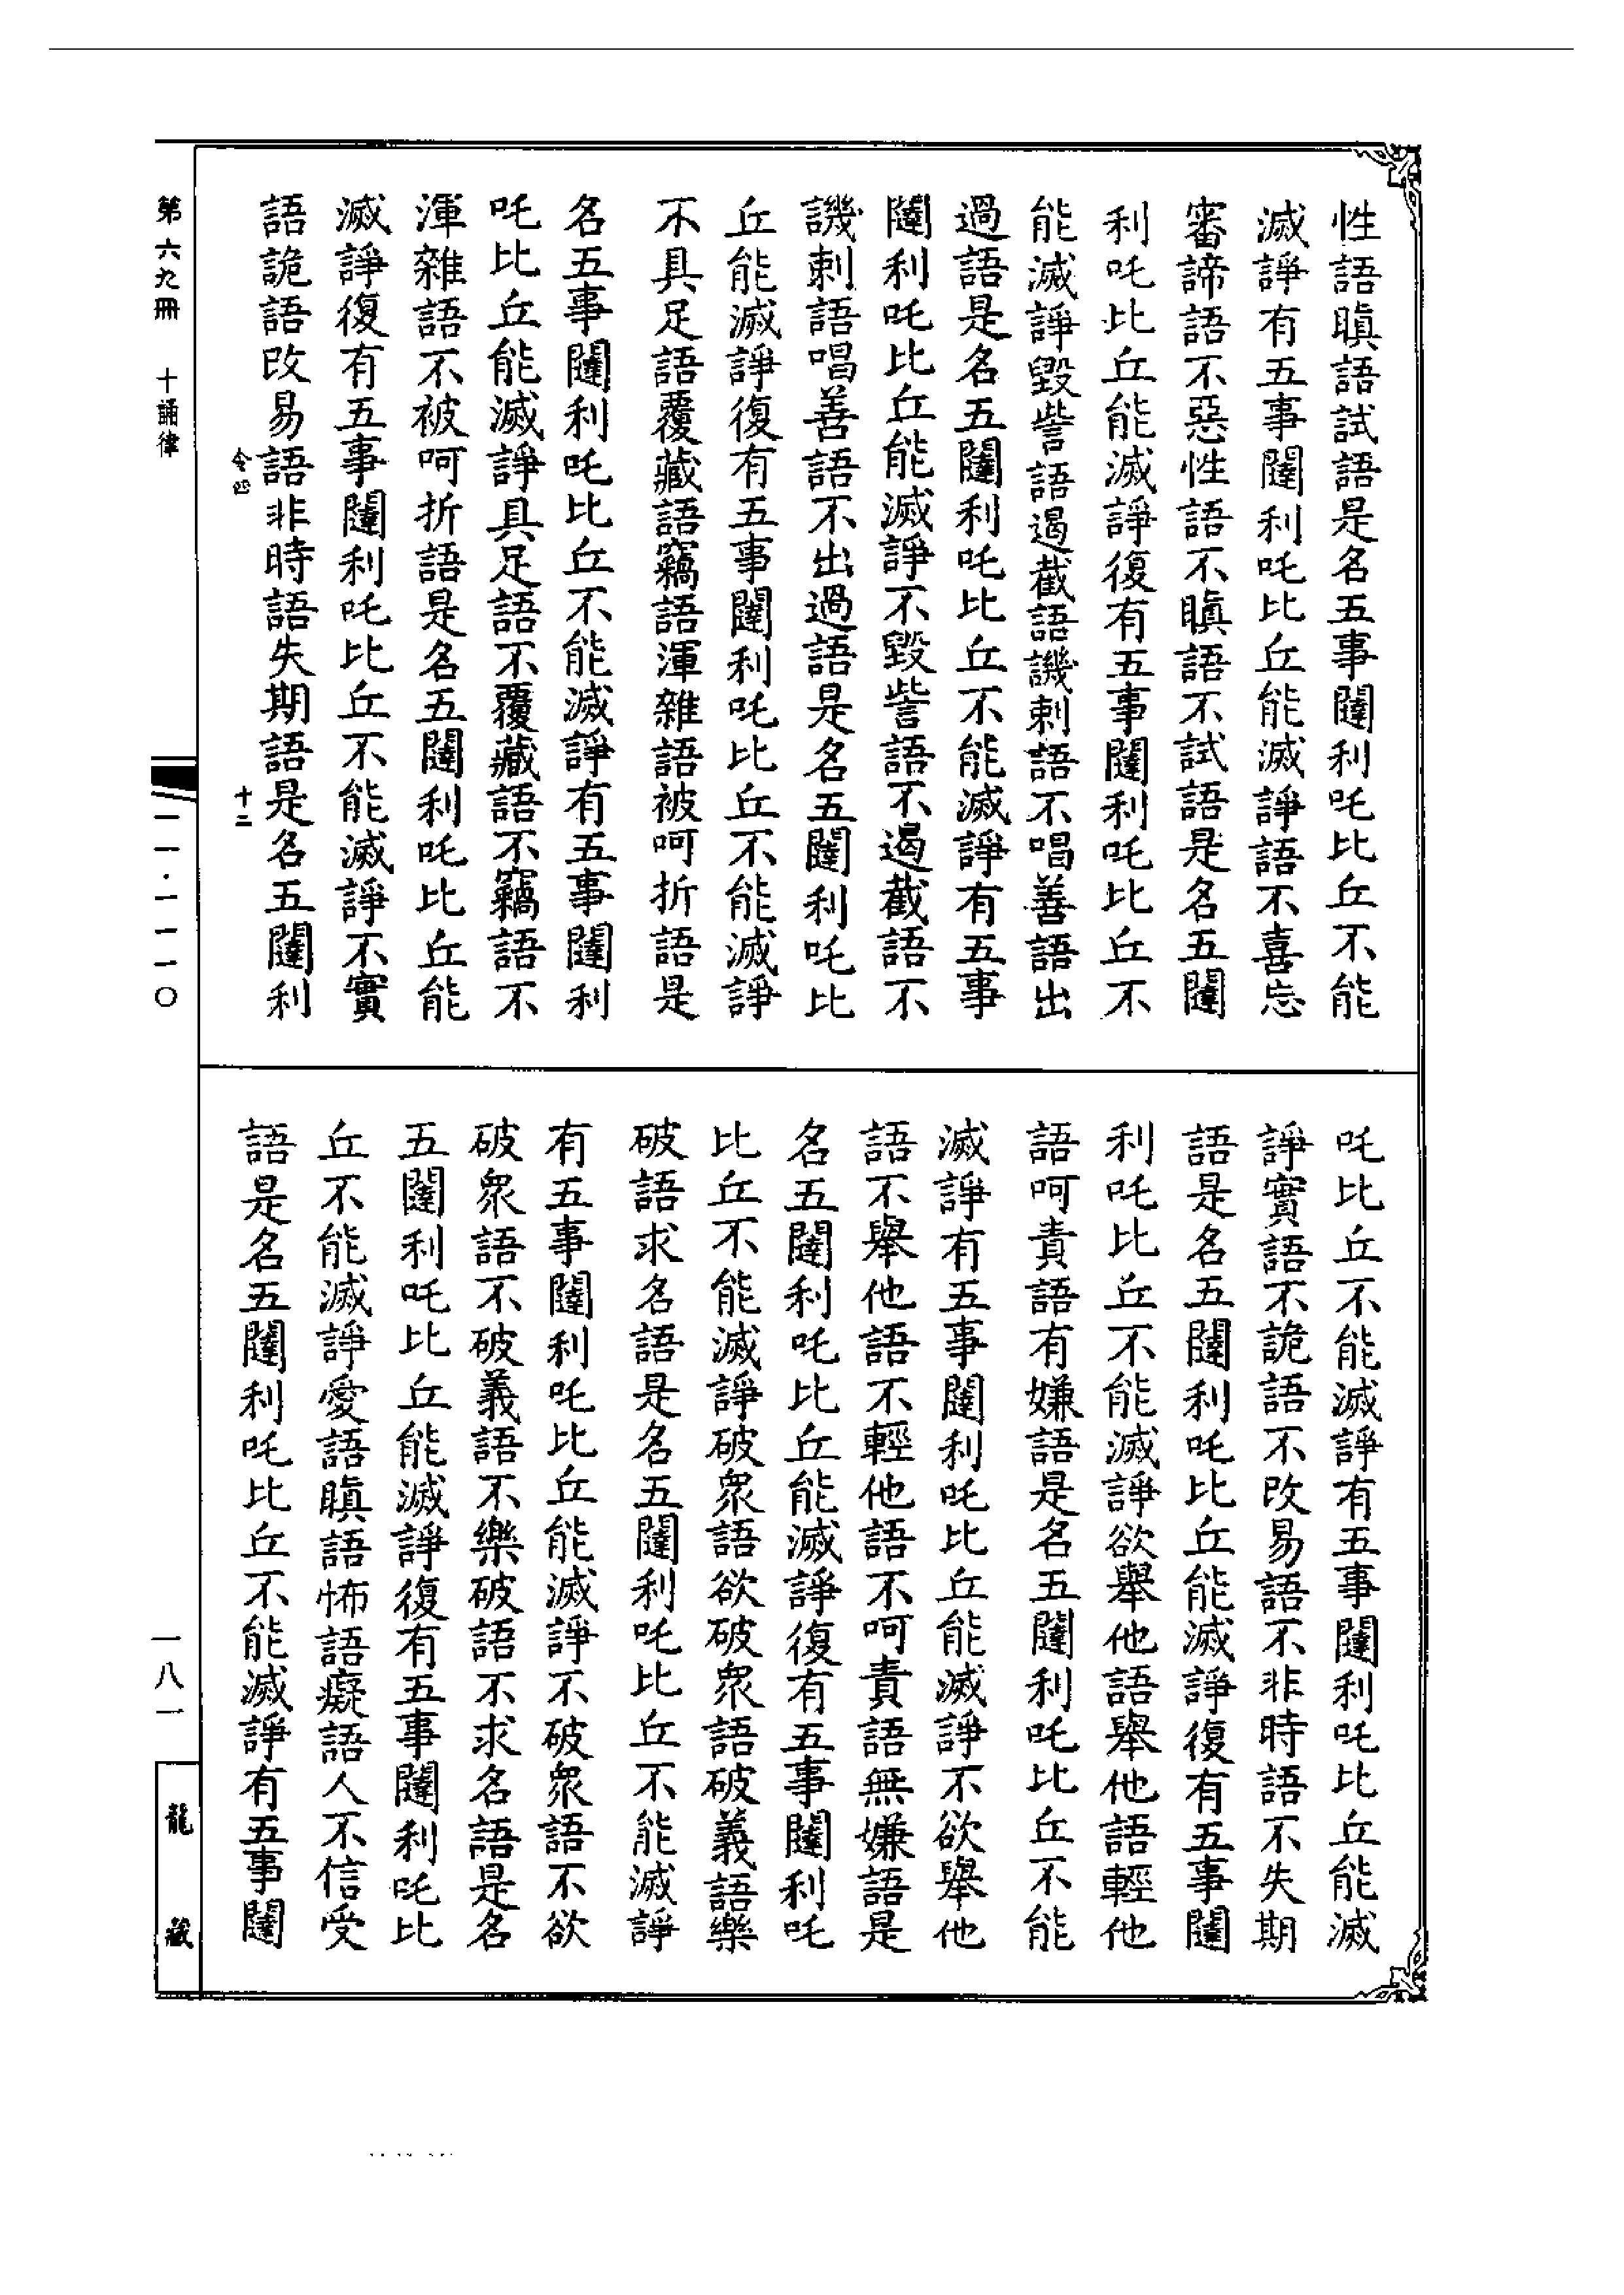 性語瞋語試語是名五事闥利吒比丘不能
滅諍有五事闥利吒比丘能滅諍語不喜忘
審諦語不惡性語不瞋語不試語是名五闥
利吒比丘能滅諍復有五事闥利吒比丘不
能滅諍毀訾語遏截語譏刺語不唱善語出
過語是名五闥利吒比丘不能滅諍有五事
闥利吒比丘能滅諍不毀訾語不遏截語不
譏刺語唱善語不出過語是名五闥利吒比
丘能滅諍復有五事闥利吒比丘不能滅諍
不具足語覆藏語竊語渾雜語被呵折語是
名五事闥利吒比丘不能滅諍有五事闥利
吒比丘能滅諍具足語不覆藏語不竊語不
渾雜語不被呵折語是名五闥利吒比丘能
滅諍復有五事闥利吒比丘不能滅諍不實
語詭語改易語非時語失期語是名五闥利
令四 十二
吒比丘不能滅諍有五事闥利吒比丘能滅
諍實語不詭語不改易語不非時語不失期
語是名五闥利吒比丘能滅諍復有五事闥
利吒比丘不能滅諍欲舉他語舉他語輕他
語呵責語有嫌語是名五闥利吒比丘不能
滅諍有五事闥利吒比丘能滅諍不欲舉他
語不舉他語不輕他語不呵責語無嫌語是
名五闥利吒比丘能滅諍復有五事闥利吒
比丘不能滅諍破衆語欲破衆語破義語樂
破語求名語是名五闥利吒比丘不能滅諍
有五事闥利吒比丘能滅諍不破衆語不欲
破衆語不破義語不樂破語不求名語是名
五闥利吒比丘能滅諍復有五事闥利吒比
丘不能滅諍愛語瞋語怖語癡語人不信受
語是名五闥利吒比丘不能滅諍有五事闥
第六九冊 十誦律
一一·一一一〇
一八一
龍藏